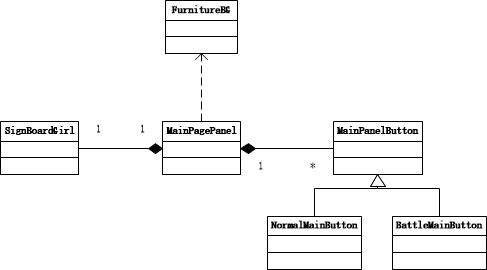 FurnitureBG
SignBoardGirl
1
1
MainPagePanel
MainPanelButton
1
*
NormalMainButton
BattleMainButton